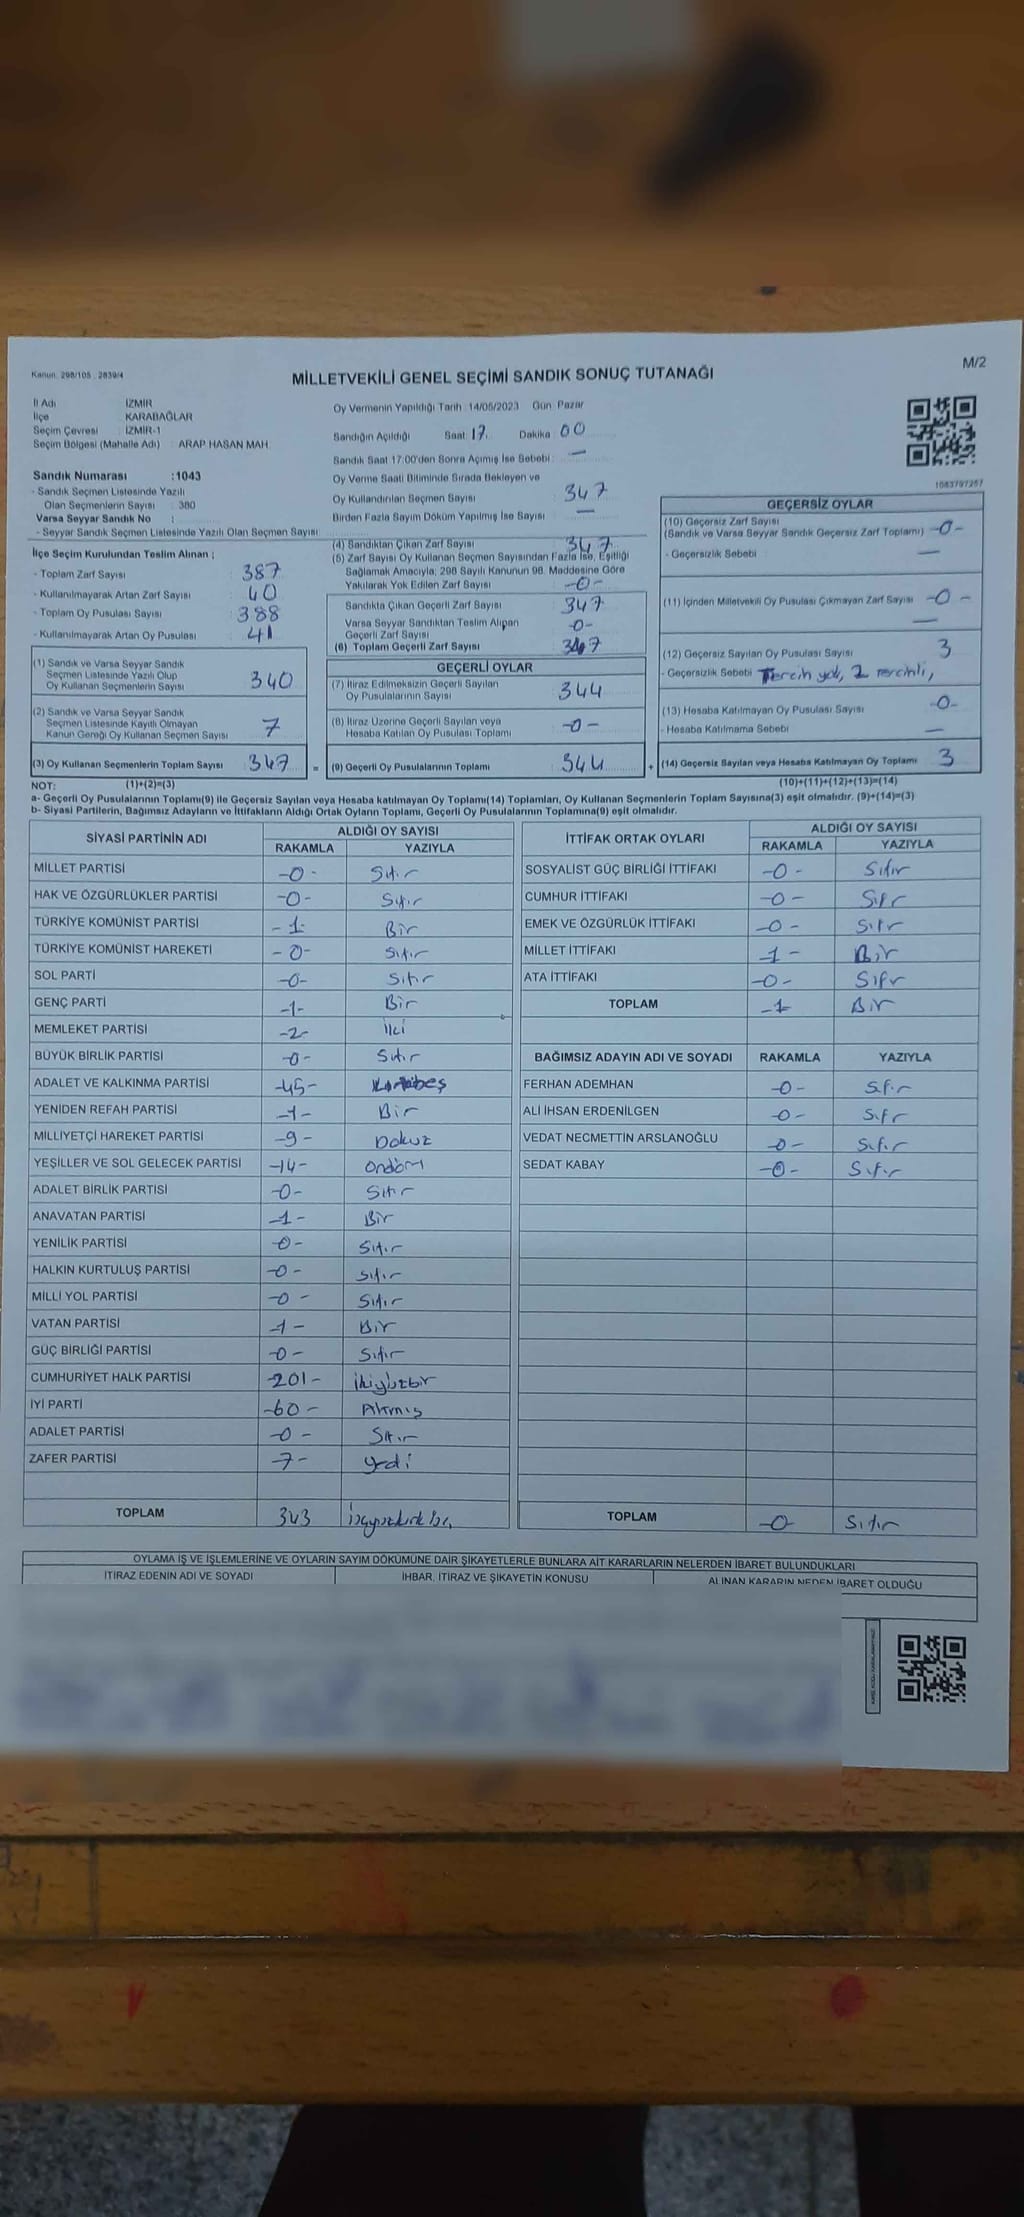 Kanun: 298/105 2839/4
MİLLETVEKİLİ GENEL SEÇİMİ SANDIK SONUÇ TUTANAĞI
M/2
İl Adı İZMİR
İlçe KARABAĞLAR
Seçim Çevresi : İZMİR-1
Seçim Bölgesi (Mahalle Adı) : ARAP HASAN MAH.
Sandık Numarası :1043
- Sandık Seçmen Listesinde Yazılı
Olan Seçmenlerin Sayısı : 380
Varsa Seyyar Sandık No :
- Seyyar Sandık Seçmen Listesinde Yazılı Olan Seçmen Sayısı
İlçe Seçim Kurulundan Teslim Alınan ;
- Toplam Zarf Sayısı 387
- Kullanılmayarak Artan Zarf Sayısı 40
- Toplam Oy Pusulası Sayısı 388
- Kullanılmayarak Artan Oy Pusulası 41
(1) Sandık ve Varsa Seyyar Sandık
Seçmen Listesinde Yazılı Olup
Oy Kullanan Seçmenlerin Sayısı 340
(2) Sandık ve Varsa Seyyar Sandık
Seçmen Listesinde Kayıtlı Olmayan
Kanun Gereği Oy Kullanan Seçmen Sayısı 7
(3) Oy Kullanan Seçmenlerin Toplam Sayısı 347 =
Oy Vermenin Yapıldığı Tarih :14/05/2023 Gün: Pazar
Sandığın Açıldığı Saat 17 Dakika 00
Sandık Saat 17:00'den Sonra Açılmış İse Sebebi : —
Oy Verme Saati Bitiminde Sırada Bekleyen ve
Oy Kullandırılan Seçmen Sayısı 347
Birden Fazla Sayım Döküm Yapılmış İse Sayısı —
(4) Sandıktan Çıkan Zarf Sayısı 347
(5) Zarf Sayısı Oy Kullanan Seçmen Sayısından Fazla İse, Eşitliği
Sağlamak Amacıyla, 298 Sayılı Kanunun 98. Maddesine Göre
Yakılarak Yok Edilen Zarf Sayısı -0-
Sandıkta Çıkan Geçerli Zarf Sayısı 347
Varsa Seyyar Sandıktan Teslim Alınan
Geçerli Zarf Sayısı -0-
(6) Toplam Geçerli Zarf Sayısı 347
GEÇERLİ OYLAR
(7) İtiraz Edilmeksizin Geçerli Sayılan
Oy Pusulalarının Sayısı 344
(8) İtiraz Üzerine Geçerli Sayılan veya
Hesaba Katılan Oy Pusulası Toplamı -0-
(9) Geçerli Oy Pusulalarının Toplamı 344 +
1083797257
GEÇERSİZ OYLAR
(10) Geçersiz Zarf Sayısı
(Sandık ve Varsa Seyyar Sandık Geçersiz Zarf Toplamı) -0-
- Geçersizlik Sebebi —
(11) İçinden Milletvekili Oy Pusulası Çıkmayan Zarf Sayısı -0-
—
(12) Geçersiz Sayılan Oy Pusulası Sayısı 3
- Geçersizlik Sebebi Tercih yok, 2 tercihli,
(13) Hesaba Katılmayan Oy Pusulası Sayısı -0-
- Hesaba Katılmama Sebebi —
(14) Geçersiz Sayılan veya Hesaba Katılmayan Oy Toplamı 3
NOT: (1)+(2)=(3) (10)+(11)+(12)+(13)=(14)
a- Geçerli Oy Pusulalarının Toplamı(9) ile Geçersiz Sayılan veya Hesaba katılmayan Oy Toplamı(14) Toplamları, Oy Kullanan Seçmenlerin Toplam Sayısına(3) eşit olmalıdır. (9)+(14)=(3)
b- Siyasi Partilerin, Bağımsız Adayların ve İttifakların Aldığı Ortak Oyların Toplamı, Geçerli Oy Pusulalarının Toplamına(9) eşit olmalıdır.
SİYASİ PARTİNİN ADI ALDIĞI OY SAYISI
RAKAMLA YAZIYLA
MİLLET PARTİSİ -0- Sıfır
HAK VE ÖZGÜRLÜKLER PARTİSİ -0- Sıfır
TÜRKİYE KOMÜNİST PARTİSİ -1- Bir
TÜRKİYE KOMÜNİST HAREKETİ -0- Sıfır
SOL PARTİ -0- Sıfır
GENÇ PARTİ -1- Bir
MEMLEKET PARTİSİ -2- İki
BÜYÜK BİRLİK PARTİSİ -0- Sıfır
ADALET VE KALKINMA PARTİSİ -45- Kırkbeş
YENİDEN REFAH PARTİSİ -1- Bir
MİLLİYETÇİ HAREKET PARTİSİ -9- Dokuz
YEŞİLLER VE SOL GELECEK PARTİSİ -14- Ondört
ADALET BİRLİK PARTİSİ -0- Sıfır
ANAVATAN PARTİSİ -1- Bir
YENİLİK PARTİSİ -0- Sıfır
HALKIN KURTULUŞ PARTİSİ -0- Sıfır
MİLLİ YOL PARTİSİ -0- Sıfır
VATAN PARTİSİ -1- Bir
GÜÇ BİRLİĞİ PARTİSİ -0- Sıfır
CUMHURİYET HALK PARTİSİ -201- İkiyüzbir
İYİ PARTİ -60- Altmış
ADALET PARTİSİ -0- Sıfır
ZAFER PARTİSİ -7- Yedi
TOPLAM 343
İTTİFAK ORTAK OYLARI ALDIĞI OY SAYISI
RAKAMLA YAZIYLA
SOSYALİST GÜÇ BİRLİĞİ İTTİFAKI -0- Sıfır
CUMHUR İTTİFAKI -0- Sıfır
EMEK VE ÖZGÜRLÜK İTTİFAKI -0- Sıfır
MİLLET İTTİFAKI -1- Bir
ATA İTTİFAKI -0- Sıfır
TOPLAM -1- Bir
BAĞIMSIZ ADAYIN ADI VE SOYADI RAKAMLA YAZIYLA
FERHAN ADEMHAN -0- Sıfır
ALİ İHSAN ERDENİLGEN -0- Sıfır
VEDAT NECMETTİN ARSLANOĞLU -0- Sıfır
SEDAT KABAY -0- Sıfır
TOPLAM -0- Sıfır
OYLAMA İŞ VE İŞLEMLERİNE VE OYLARIN SAYIM DÖKÜMÜNE DAİR ŞİKAYETLERLE BUNLARA AİT KARARLARIN NELERDEN İBARET BULUNDUKLARI
İTİRAZ EDENİN ADI VE SOYADI İHBAR, İTİRAZ VE ŞİKAYETİN KONUSU ALINAN KARARIN NEDEN İBARET OLDUĞU